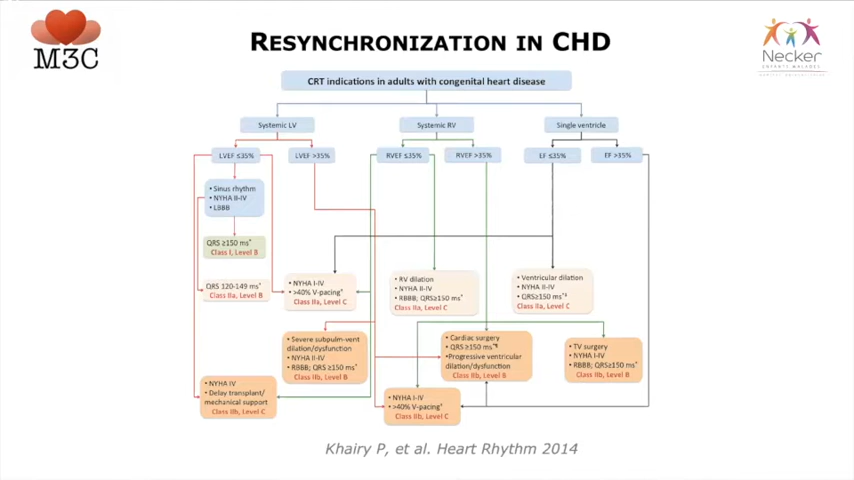 M3C
RESYNCHRONIZATION IN CHD
Necker
ENFANTS MALADES
CRT indications in adults with congenital heart disease
Systemic LV
Systemic RV
Single ventricle
LVEF ≤35%
LVEF >35%
RVEF ≤35%
RVEF >35%
EF ≤35%
EF >35%
• Sinus rhythm
• NYHA II-IV
• LBBB
QRS ≥150 ms*
Class I, Level B
QRS 120-149 ms*
Class IIa, Level B
• NYHA I-IV
• >40% V-pacing†
Class IIa, Level C
• RV dilation
• NYHA II-IV
• RBBB; QRS≥150 ms*
Class IIa, Level C
• Ventricular dilation
• NYHA II-IV
• QRS≥150 ms*‡
Class IIa, Level C
• Severe subpulm-vent
dilation/dysfunction
• NYHA II-IV
• RBBB; QRS ≥150 ms*
Class IIb, Level B
• Cardiac surgery
• QRS ≥150 ms*¶
• Progressive ventricular
dilation/dysfunction
Class IIb, Level B
• TV surgery
• NYHA I-IV
• RBBB; QRS≥150 ms*
Class IIb, Level B
• NYHA IV
• Delay transplant/
mechanical support
Class IIb, Level C
• NYHA I-IV
• >40% V-pacing†
Class IIb, Level C
Khairy P, et al. Heart Rhythm 2014